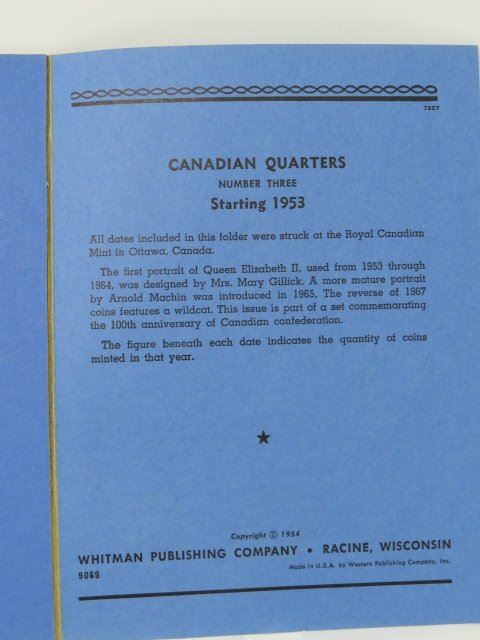 78E7
CANADIAN QUARTERS
NUMBER THREE
Starting 1953
All dates included in this folder were struck at the Royal Canadian
Mint in Ottawa, Canada.
The first portrait of Queen Elizabeth II, used from 1953 through
1964, was designed by Mrs. Mary Gillick. A more mature portrait
by Arnold Machin was introduced in 1965. The reverse of 1967
coins features a wildcat. This issue is part of a set commemorating
the 100th anniversary of Canadian confederation.
The figure beneath each date indicates the quantity of coins
minted in that year.
Copyright © 1954
WHITMAN PUBLISHING COMPANY • RACINE, WISCONSIN
9069 Made in U.S.A. by Western Publishing Company, Inc.